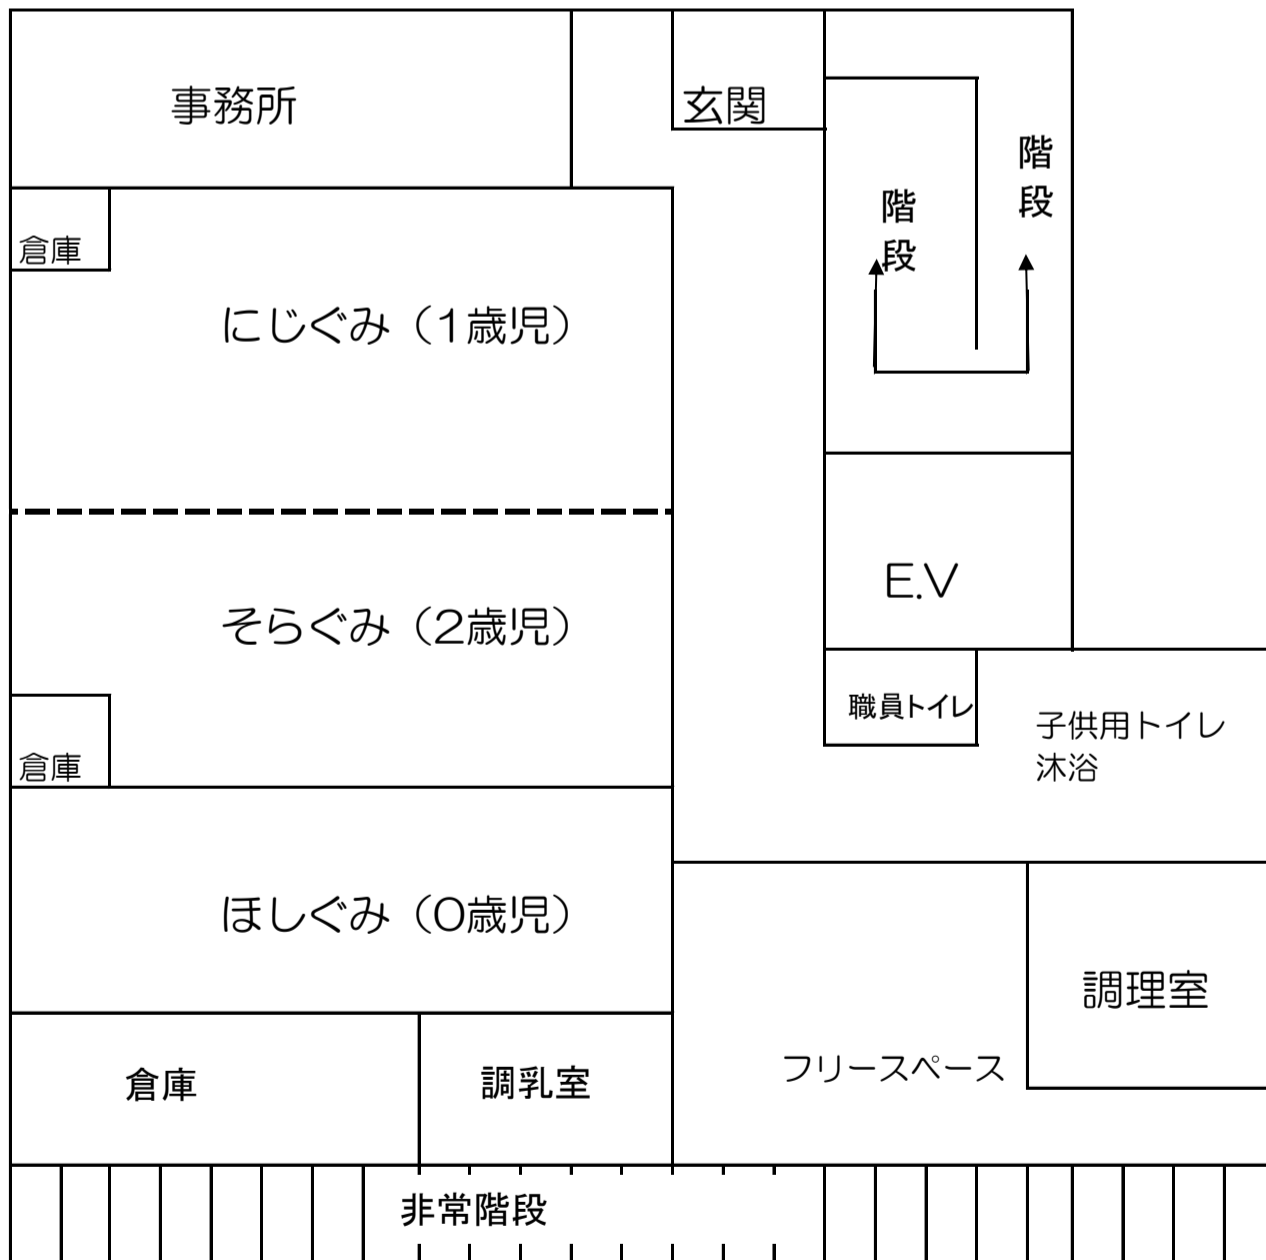 事務所
玄関
階段
階段
倉庫
にじぐみ（1歳児）
E.V
そらぐみ（2歳児）
職員トイレ
子供用トイレ
沐浴
倉庫
ほしぐみ（0歳児）
調理室
フリースペース
倉庫
調乳室
非常階段